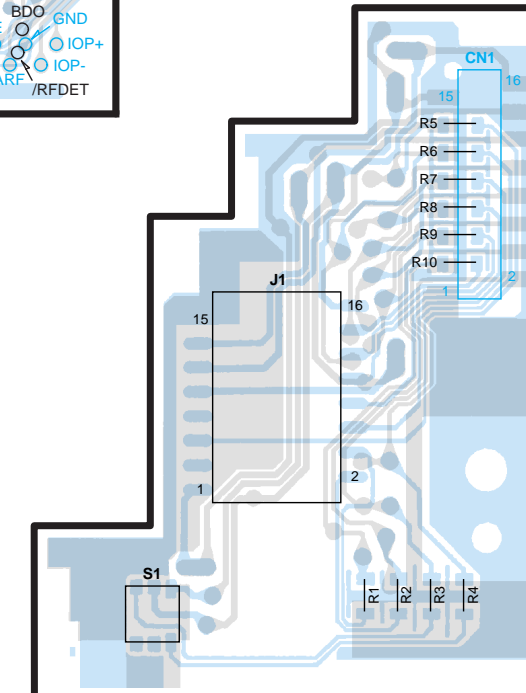 BDO
E
GND
IOP+
IOP-
ARF
/RFDET
CN1
15
16
R5
R6
R7
R8
R9
R10
1
2
J1
15
16
1
2
S1
R1
R2
R3
R4